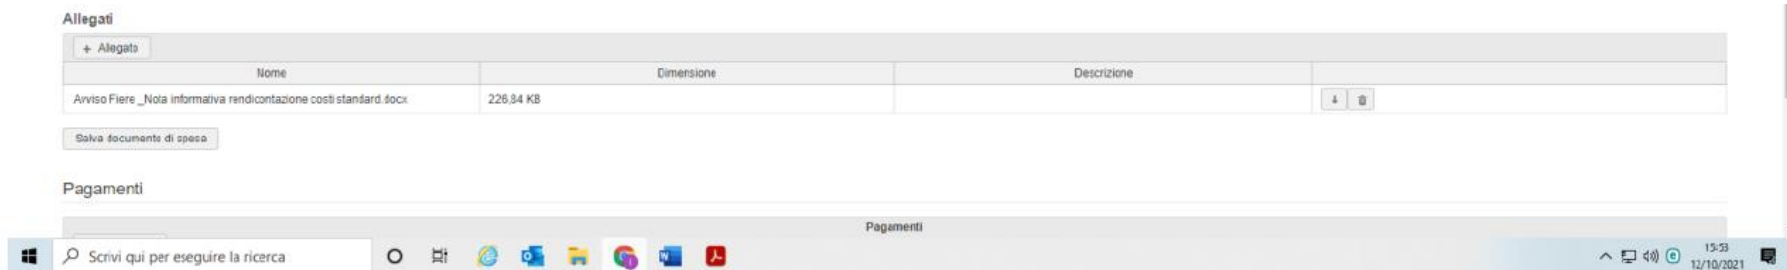 Allegati
+ Allegato
Nome Dimensione Descrizione
Avviso Fiere _Nota informativa rendicontazione costi standard.docx 226,84 KB
Salva documento di spesa
Pagamenti
Pagamenti
Scrivi qui per eseguire la ricerca
15:53
12/10/2021